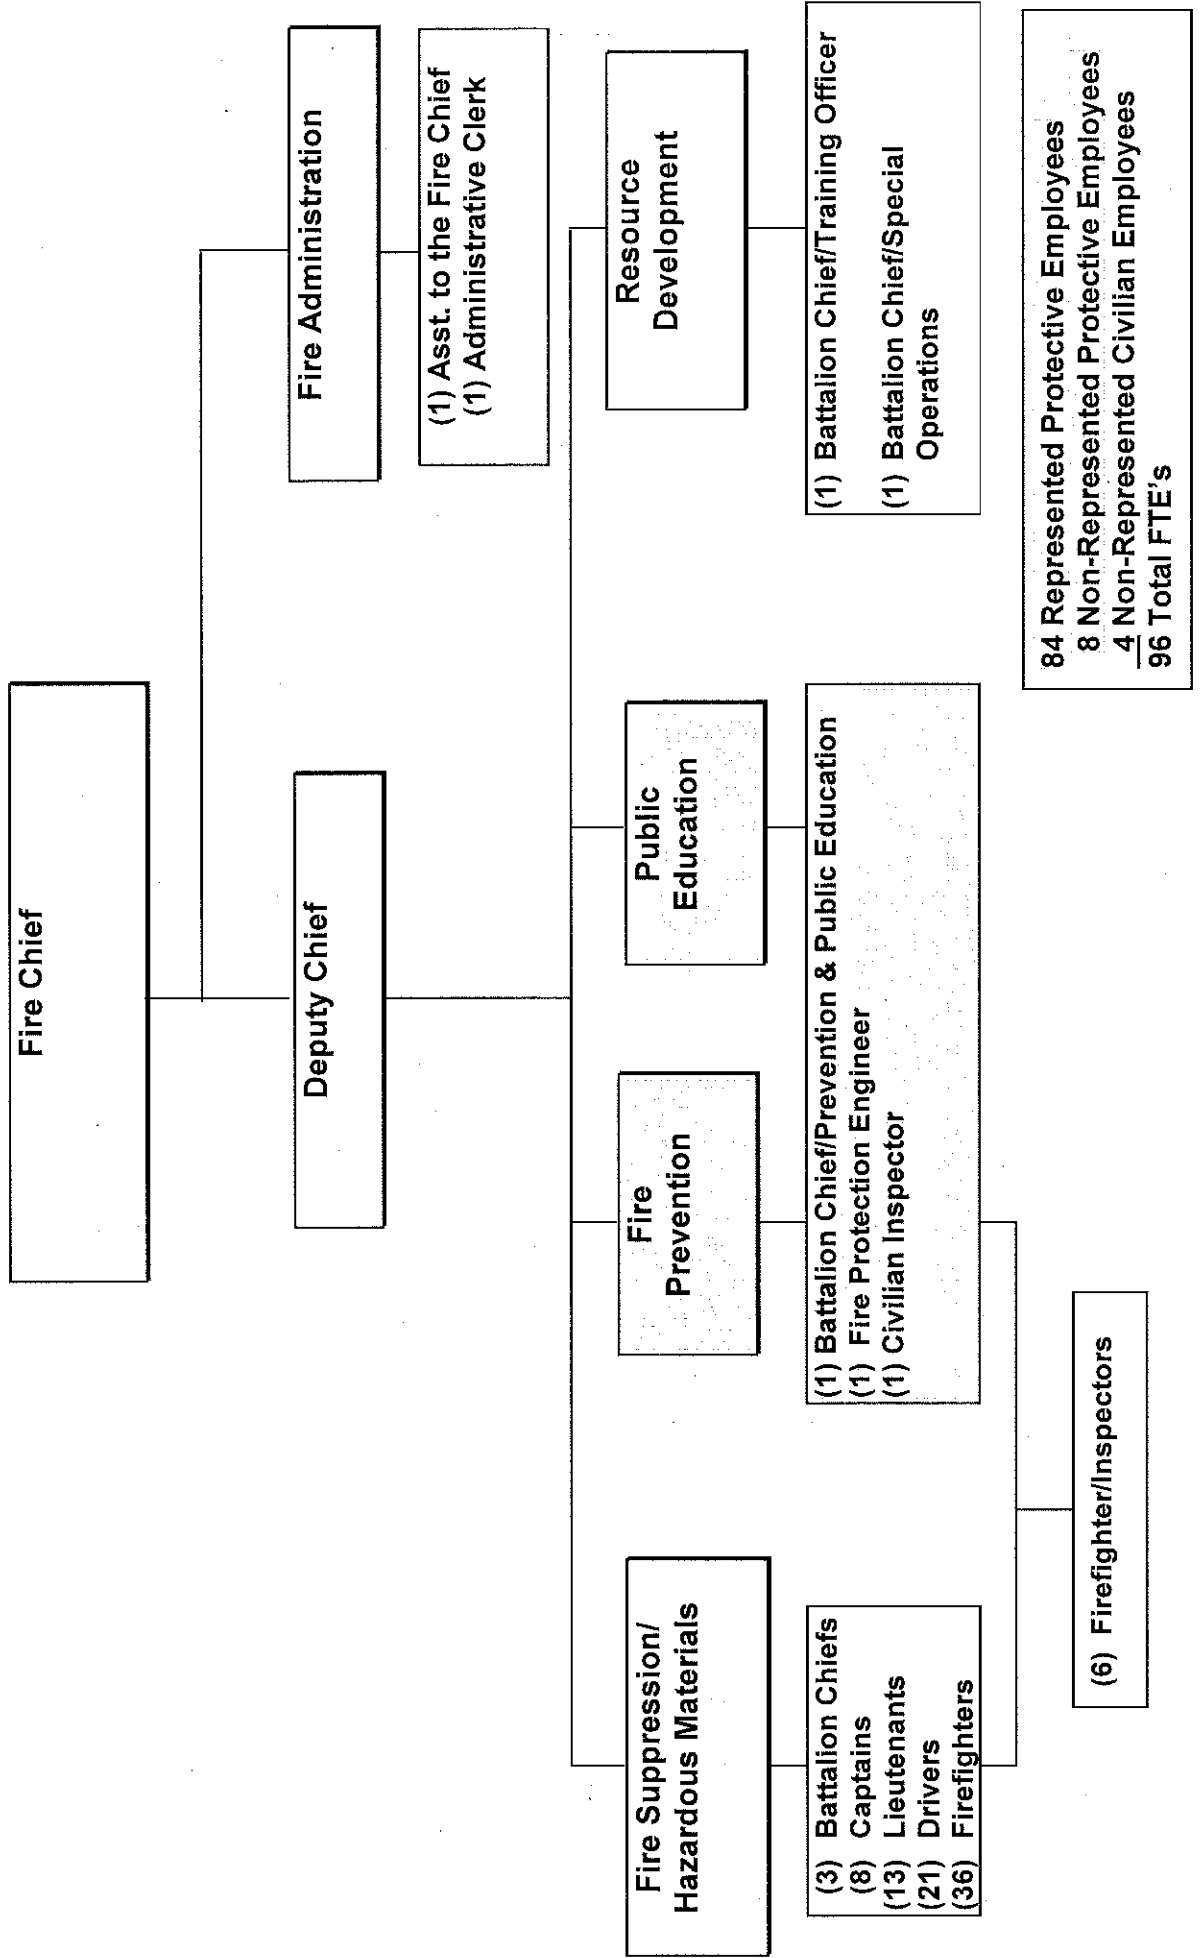 Fire Chief
Deputy Chief
Fire Administration
(1) Asst. to the Fire Chief
(1) Administrative Clerk
Fire Suppression/
Hazardous Materials
(3) Battalion Chiefs
(8) Captains
(13) Lieutenants
(21) Drivers
(36) Firefighters
Fire
Prevention
Public
Education
(1) Battalion Chief/Prevention & Public Education
(1) Fire Protection Engineer
(1) Civilian Inspector
Resource
Development
(1) Battalion Chief/Training Officer
(1) Battalion Chief/Special
Operations
(6) Firefighter/Inspectors
84 Represented Protective Employees
8 Non-Represented Protective Employees
4 Non-Represented Civilian Employees
96 Total FTE's